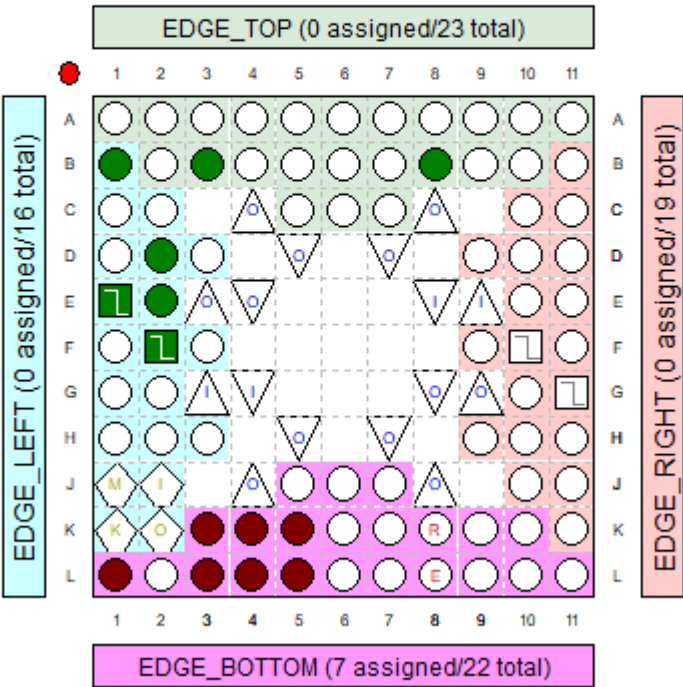 EDGE_TOP (0 assigned/23 total)
1 2 3 4 5 6 7 8 9 10 11
A A
B B
C O O C
D O O D
E O O I I E
F F
G I I O O G
H O O H
J M I O O J
K K O R K
L E L
1 2 3 4 5 6 7 8 9 10 11
EDGE_LEFT (0 assigned/16 total)
EDGE_RIGHT (0 assigned/19 total)
EDGE_BOTTOM (7 assigned/22 total)